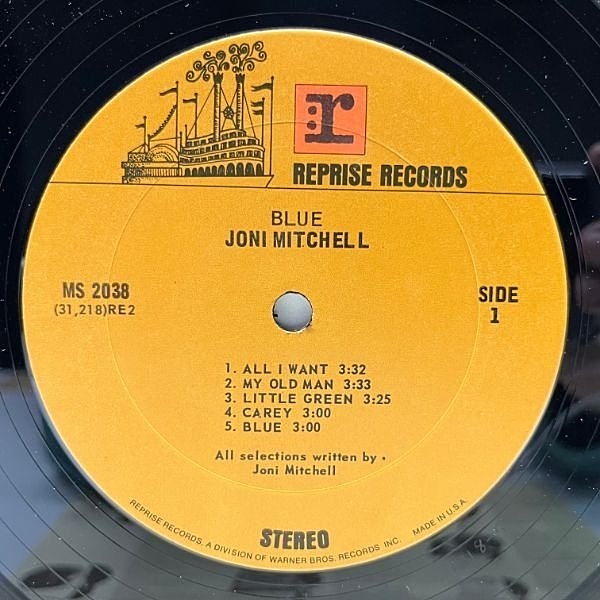 r
REPRISE RECORDS
BLUE
JONI MITCHELL
MS 2038
(31,218)RE2
SIDE
1
1. ALL I WANT 3:32
2. MY OLD MAN 3:33
3. LITTLE GREEN 3:25
4. CAREY 3:00
5. BLUE 3:00
All selections written by •
Joni Mitchell
STEREO
REPRISE RECORDS, A DIVISION OF WARNER BROS. RECORDS INC. MADE IN U.S.A.